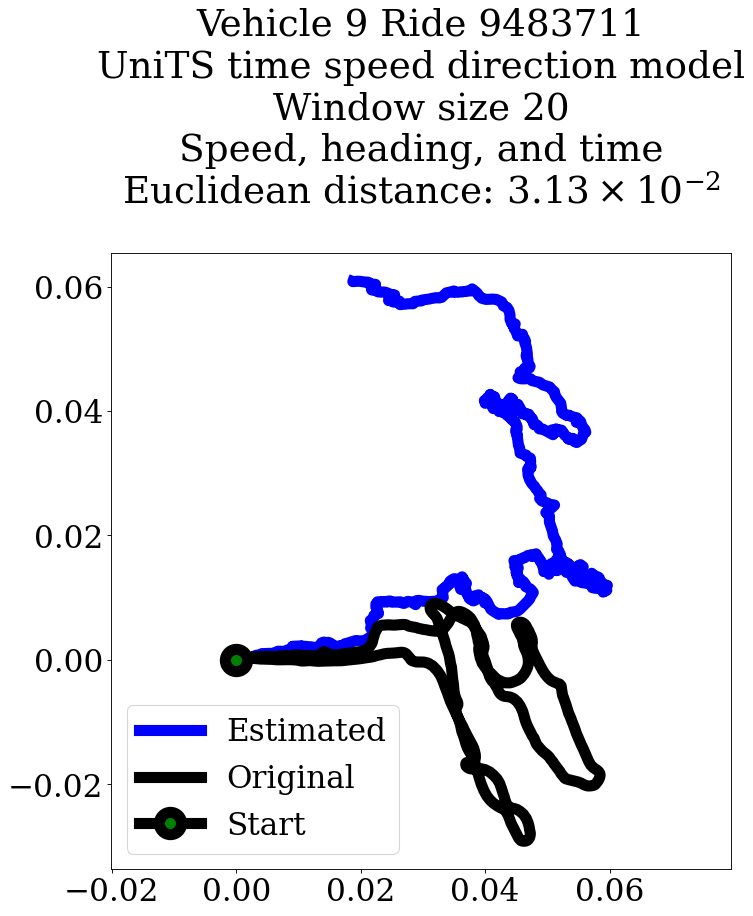 Vehicle 9 Ride 9483711
UniTS time speed direction model
Window size 20
Speed, heading, and time
Euclidean distance: 3.13 × 10⁻²
0.06
0.04
0.02
0.00
−0.02
Estimated
Original
Start
−0.02 0.00 0.02 0.04 0.06